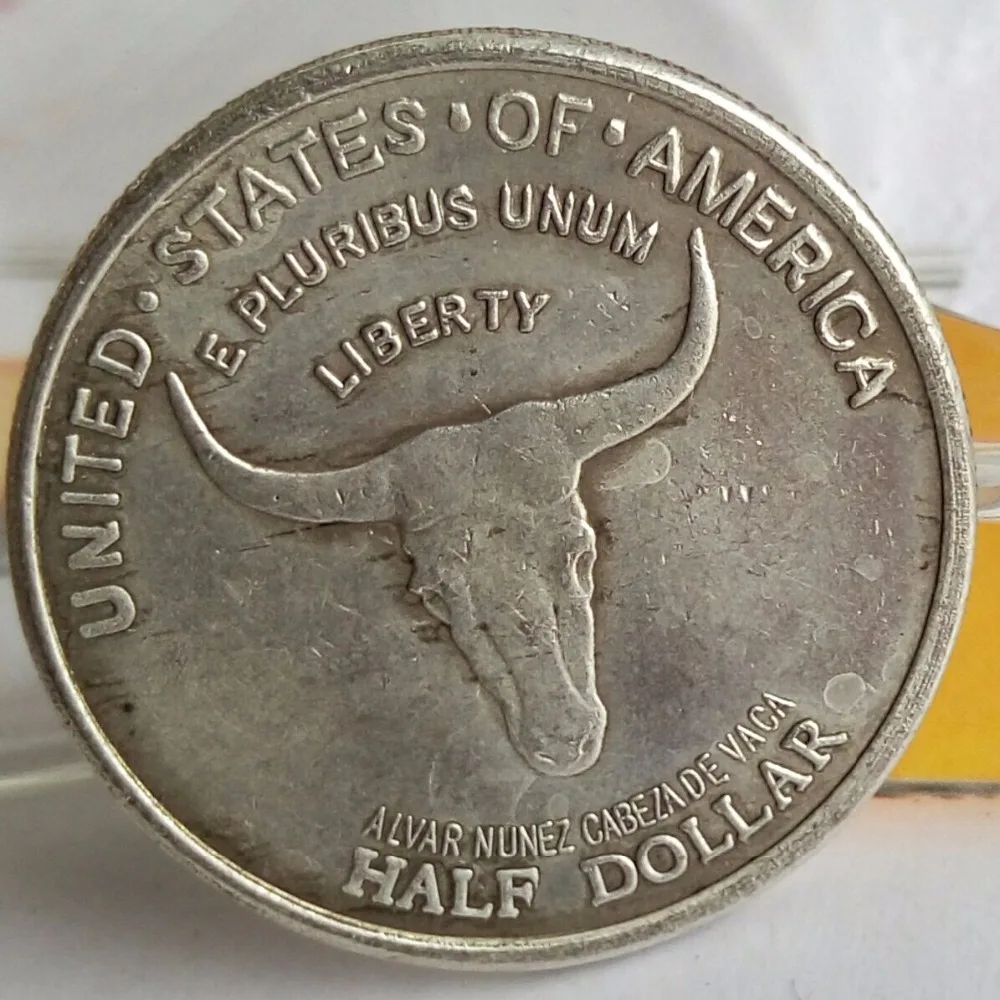 UNITED · STATES · OF · AMERICA
E PLURIBUS UNUM
LIBERTY
ALVAR NUNEZ CABEZA DE VACA
HALF DOLLAR